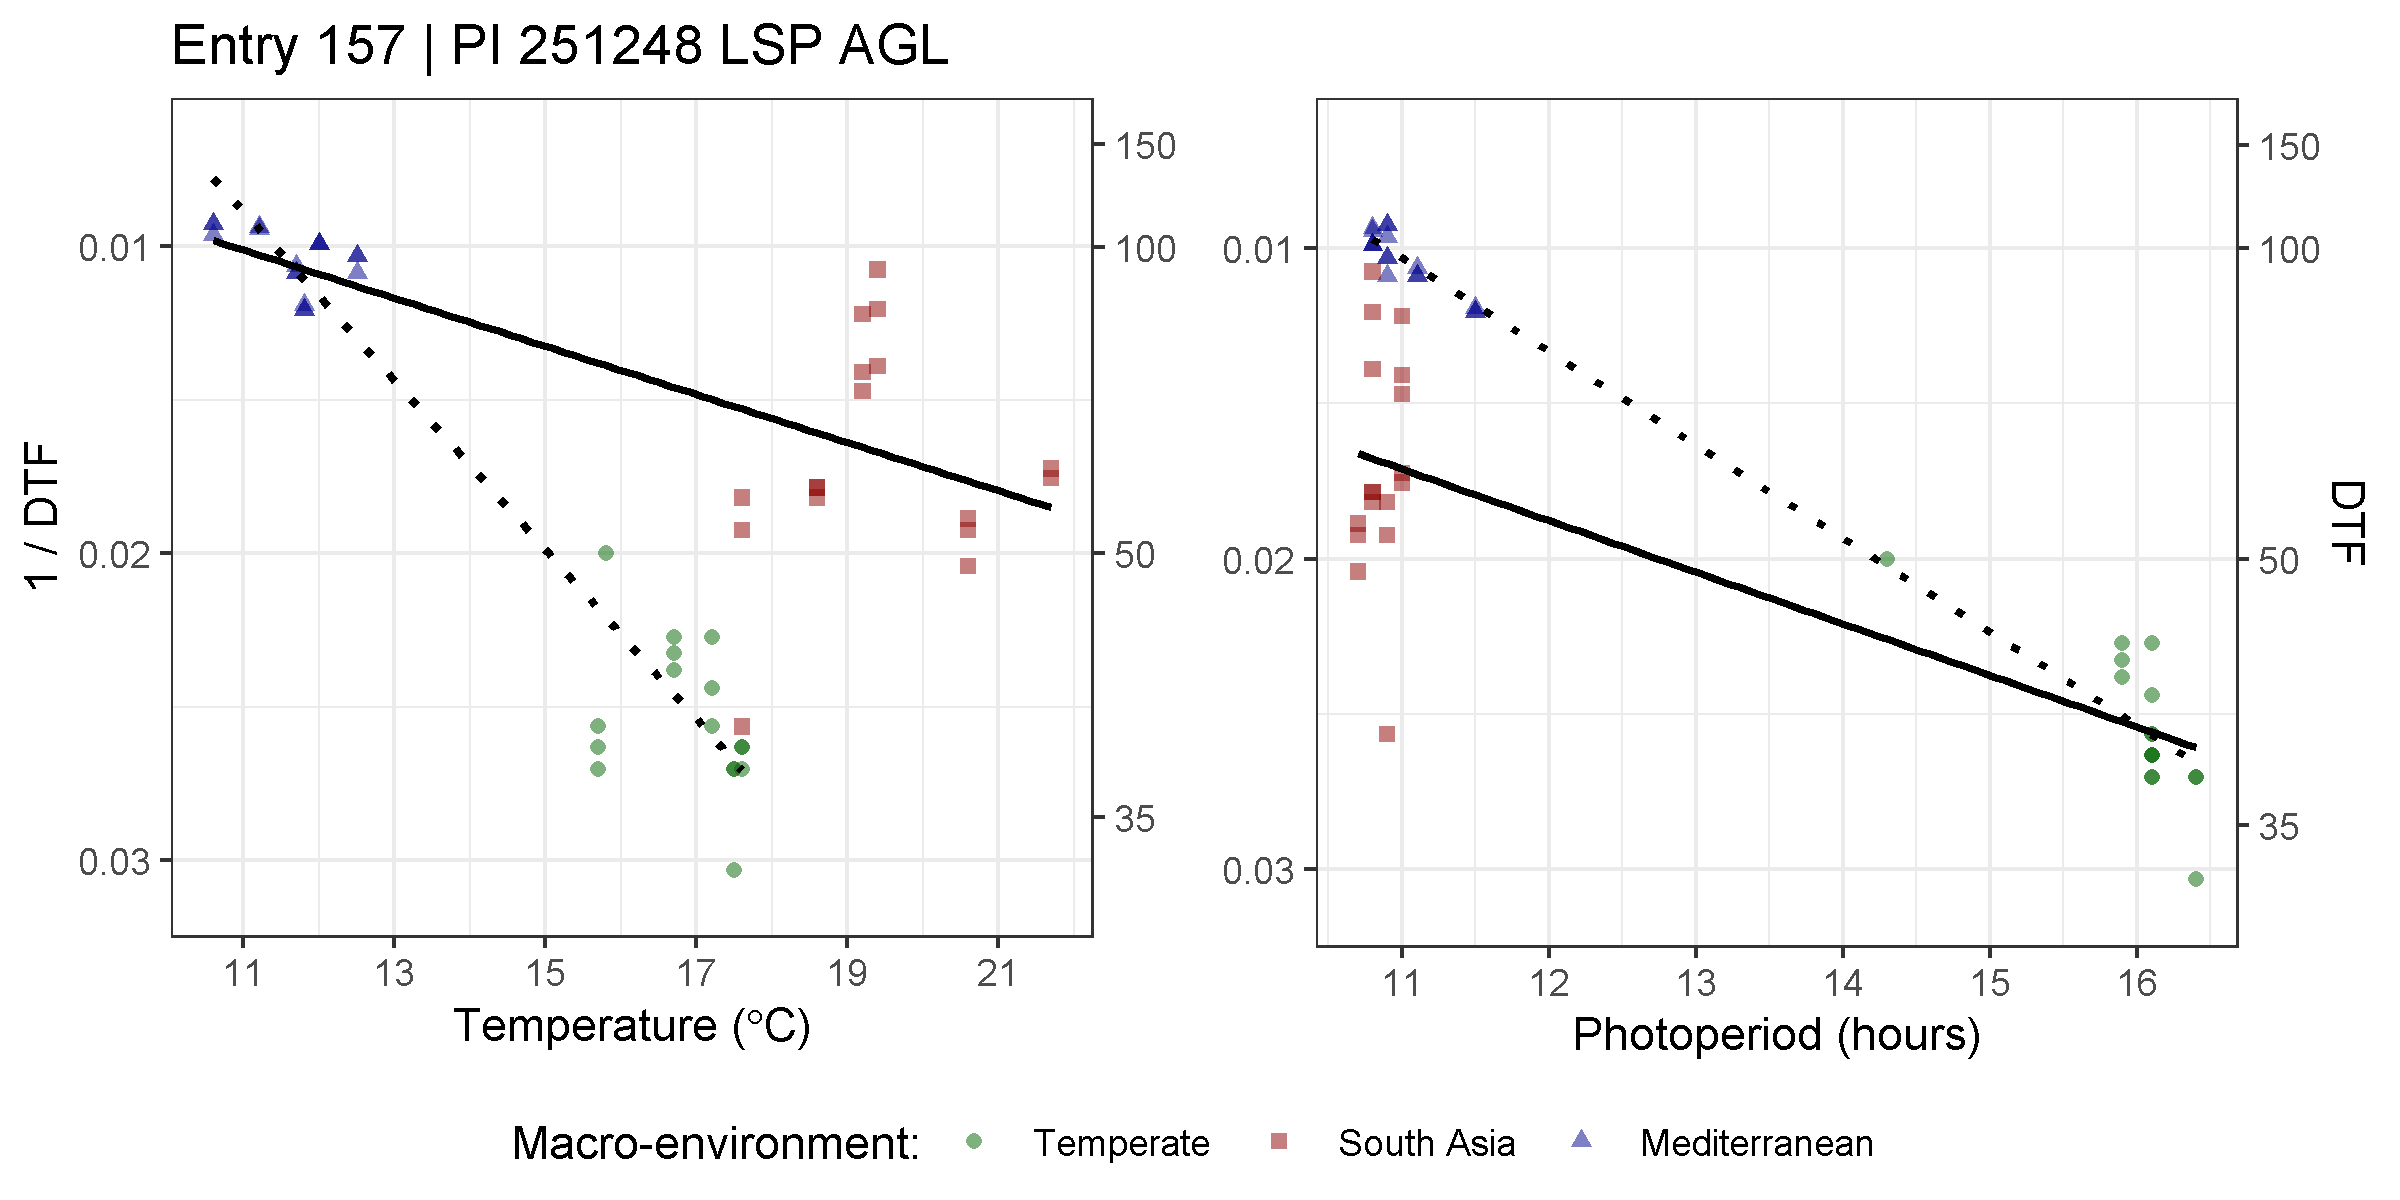 Entry 157 | PI 251248 LSP AGL
1 / DTF
0.01
0.02
0.03
150
100
50
35
11 13 15 17 19 21
Temperature (°C)
0.01
0.02
0.03
150
100
50
35
DTF
11 12 13 14 15 16
Photoperiod (hours)
Macro-environment: Temperate South Asia Mediterranean